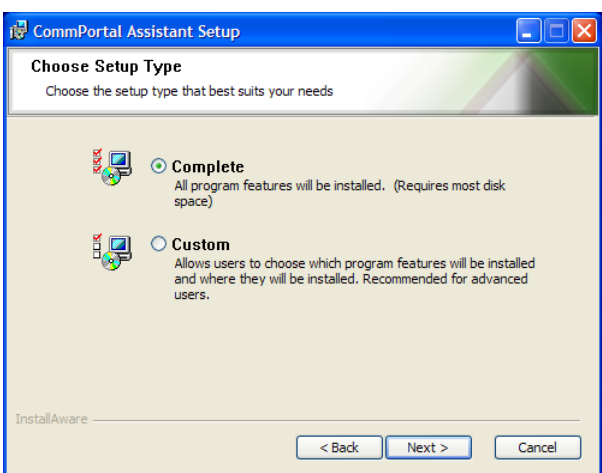 CommPortal Assistant Setup
Choose Setup Type
Choose the setup type that best suits your needs
Complete
All program features will be installed. (Requires most disk
space)
Custom
Allows users to choose which program features will be installed
and where they will be installed. Recommended for advanced
users.
InstallAware
< Back Next > Cancel